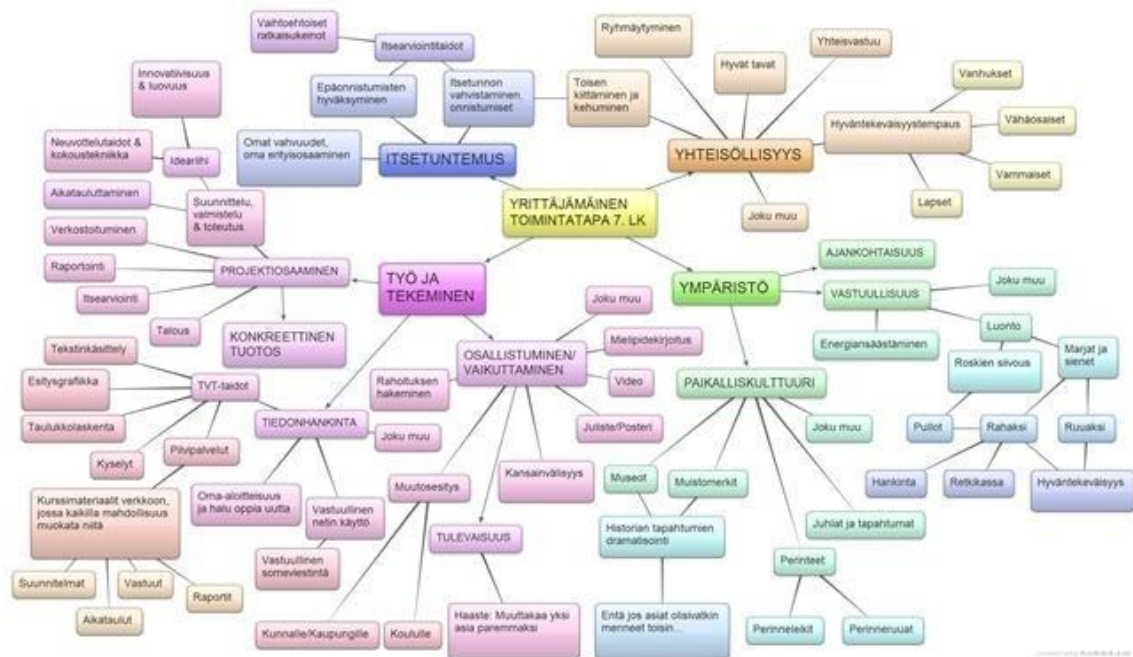 Vaihtoehtoiset
ratkaisukeinot
Itsearviointitaidot
Innovatiivisuus
& luovuus
Epäonnistumisten
hyväksyminen
Itsetunnon
vahvistaminen,
onnistumiset
Neuvottelutaidot &
kokoustekniikka
Ideariihi
Omat vahvuudet,
oma erityisosaaminen
ITSETUNTEMUS
Aikatauluttaminen
Suunnittelu,
valmistelu
& toteutus
Verkostoituminen
Raportointi
PROJEKTIOSAAMINEN
Itsearviointi
Talous
KONKREETTINEN
TUOTOS
Ryhmäytyminen
Yhteisvastuu
Hyvät tavat
Toisen
kiittäminen ja
kehuminen
Vanhukset
Vähäosaiset
Hyväntekeväisyystempaus
YHTEISÖLLISYYS
Vammaiset
Lapset
Joku muu
YRITTÄJÄMÄINEN
TOIMINTATAPA 7. LK
TYÖ JA
TEKEMINEN
YMPÄRISTÖ
AJANKOHTAISUUS
VASTUULLISUUS
Joku muu
Luonto
Energiansäästäminen
Roskien siivous
Marjat ja
sienet
PAIKALLISKULTTUURI
Joku muu
Pullot
Rahaksi
Ruuaksi
Hankinta
Retkikassa
Hyväntekeväisyys
Museot
Muistomerkit
Juhlat ja tapahtumat
Historian tapahtumien
dramatisointi
Perinteet
Entä jos asiat olisivatkin
menneet toisin...
Perinneleikit
Perinneruuat
Joku muu
OSALLISTUMINEN/
VAIKUTTAMINEN
Mielipidekirjoitus
Rahoituksen
hakeminen
Video
Juliste/Posteri
Kansainvälisyys
Muutosesitys
TULEVAISUUS
Kunnalle/Kaupungille
Koululle
Haaste: Muuttakaa yksi
asia paremmaksi
Tekstinkäsittely
Esitysgrafiikka
TVT-taidot
Taulukkolaskenta
TIEDONHANKINTA
Joku muu
Kyselyt
Pilvipalvelut
Oma-aloitteisuus
ja halu oppia uutta
Vastuullinen
netin käyttö
Kurssimateriaalit verkkoon,
jossa kaikilla mahdollisuus
muokata niitä
Vastuullinen
someviestintä
Suunnitelmat
Vastuut
Raportit
Aikataulut